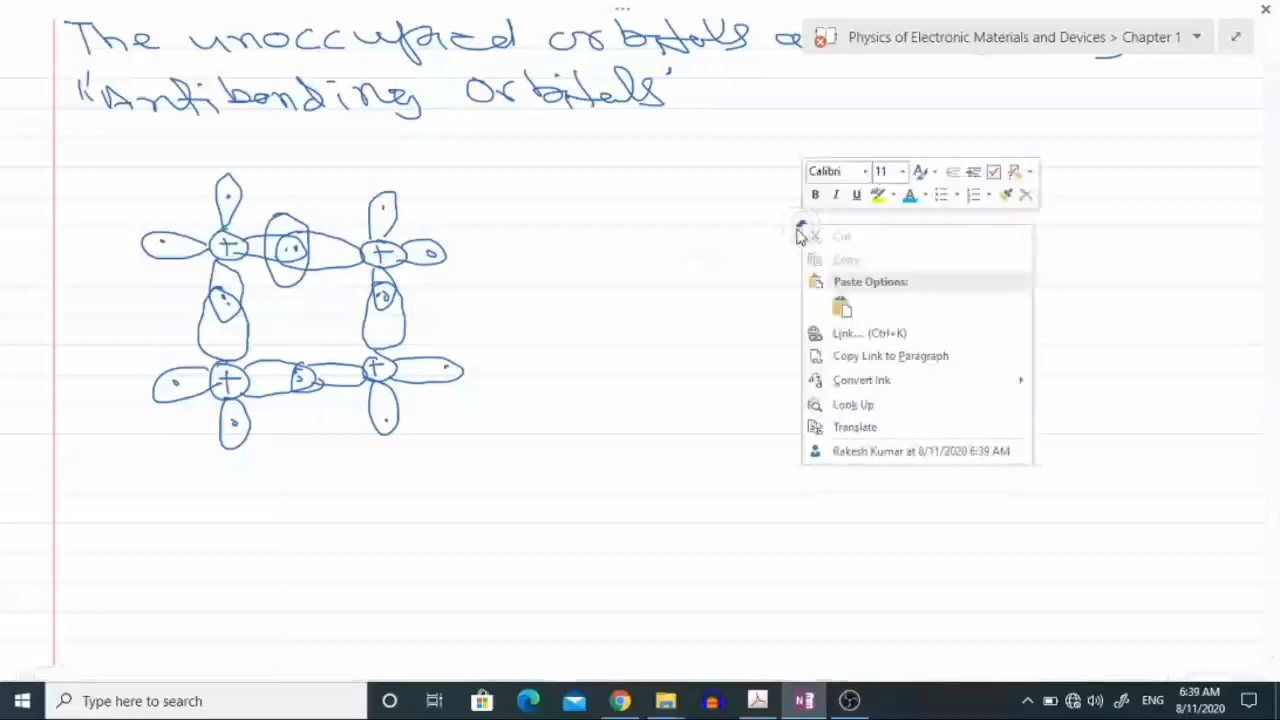 The unoccupied orbitals
"Antibonding Orbitals"
Physics of Electronic Materials and Devices > Chapter 1
Calibri 11
B I U A
Cut
Copy
Paste Options:
Link... (Ctrl+K)
Copy Link to Paragraph
Convert Ink
Look Up
Translate
Rakesh Kumar at 8/11/2020 6:39 AM
+ +
+ +
Type here to search
ENG
6:39 AM
8/11/2020